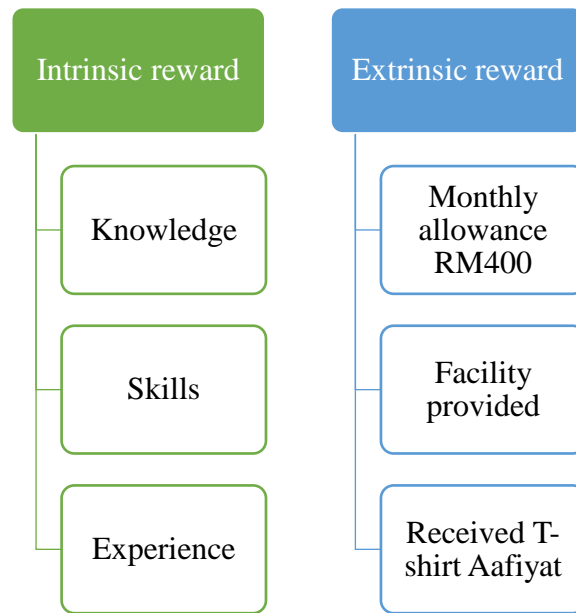 Intrinsic reward
Knowledge
Skills
Experience
Extrinsic reward
Monthly
allowance
RM400
Facility
provided
Received T-
shirt Aafiyat